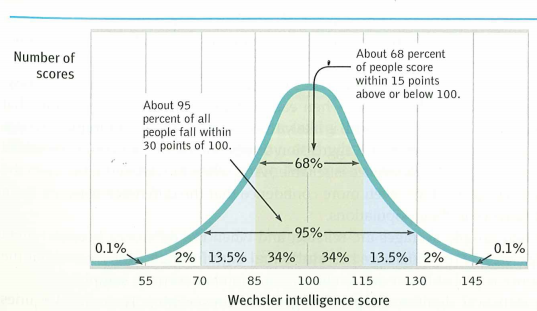 Number of
scores
About 68 percent
of people score
within 15 points
above or below 100.
About 95
percent of all
people fall within
30 points of 100.
68%
95%
0.1%
0.1%
2% 13.5% 34% 34% 13.5% 2%
55 70 85 100 115 130 145
Wechsler intelligence score